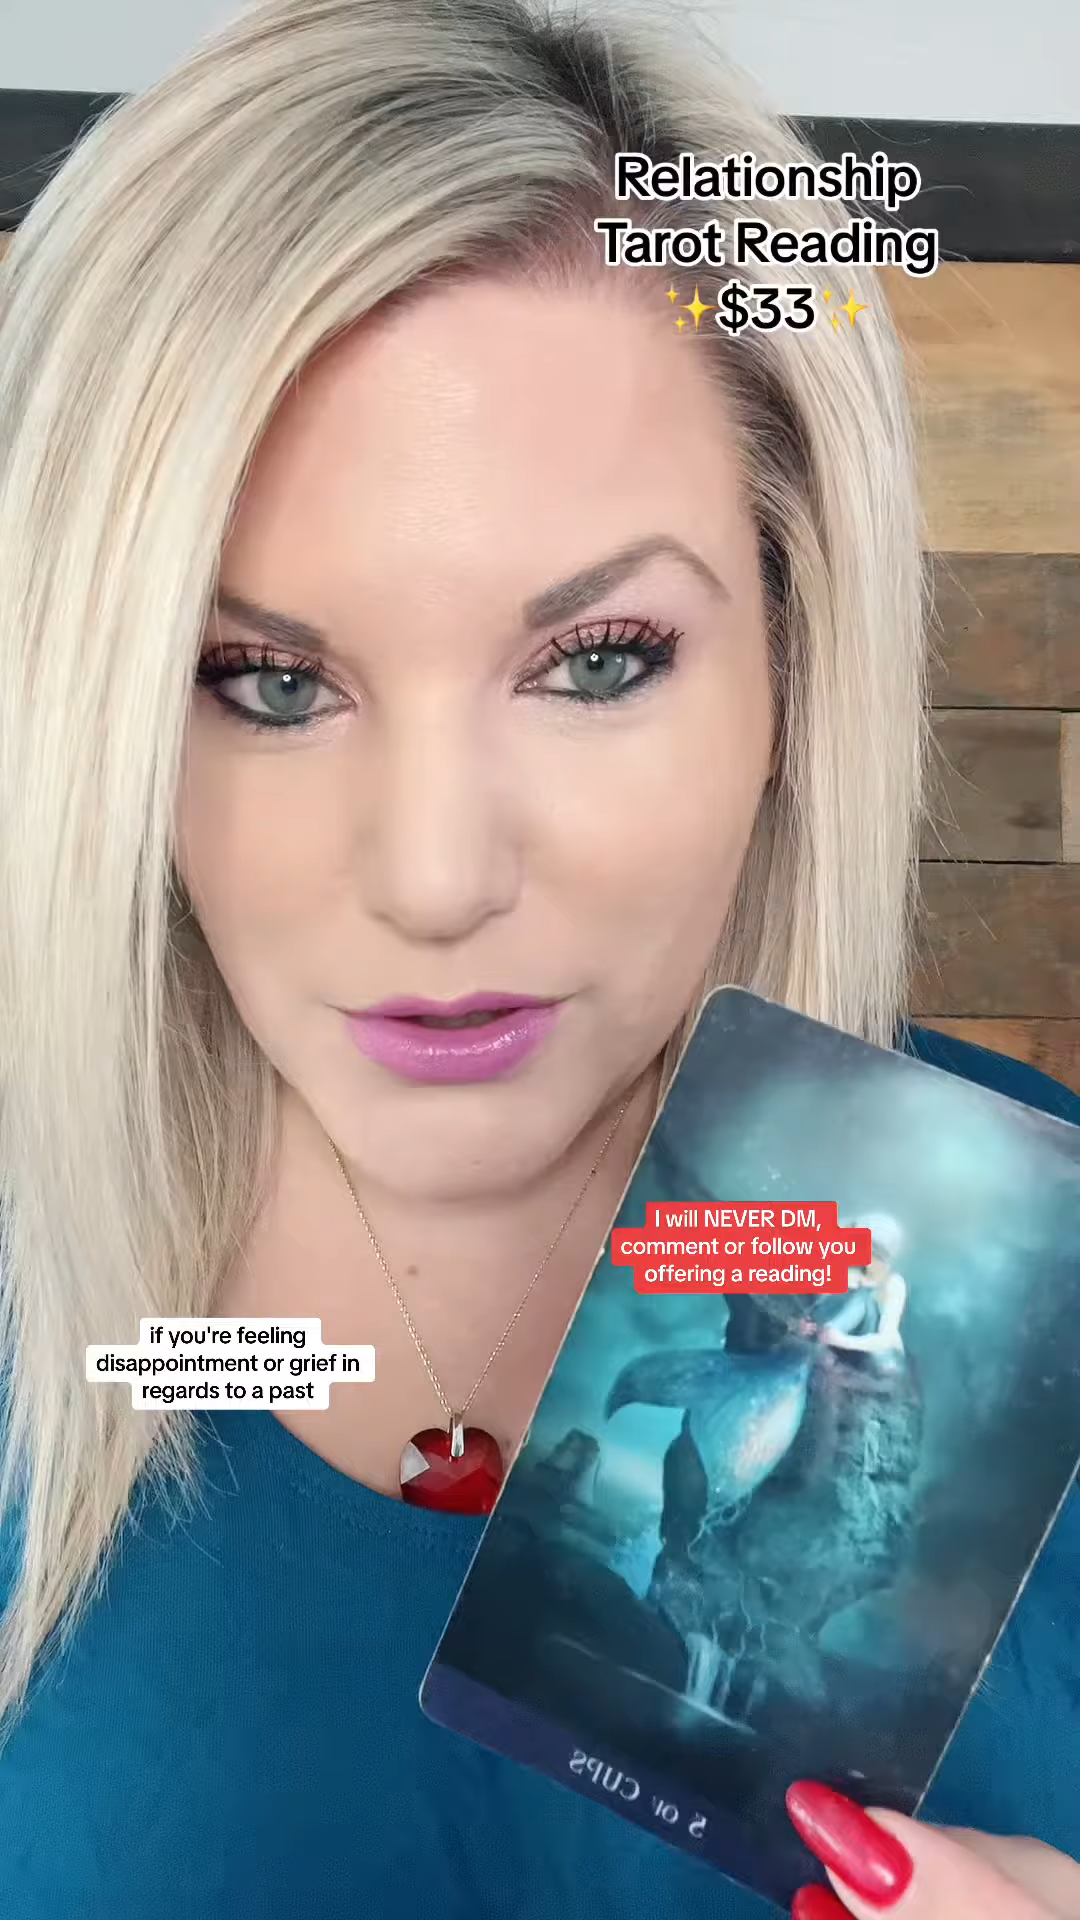 Relationship
Tarot Reading
✨$33✨
I will NEVER DM,
comment or follow you
offering a reading!
if you're feeling
disappointment or grief in
regards to a past
5 OF CUPS